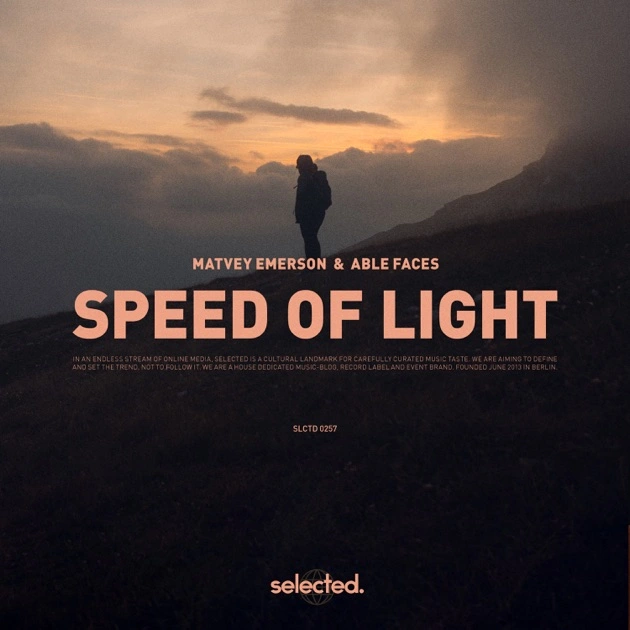 MATVEY EMERSON & ABLE FACES
SPEED OF LIGHT
IN AN ENDLESS STREAM OF ONLINE MEDIA, SELECTED IS A CULTURAL LANDMARK FOR CAREFULLY CURATED MUSIC TASTE. WE ARE AIMING TO DEFINE
AND SET THE TREND, NOT TO FOLLOW IT. WE ARE A HOUSE DEDICATED MUSIC-BLOG, RECORD LABEL AND EVENT BRAND. FOUNDED JUNE 2013 IN BERLIN.
SLCTD 0257
selected.